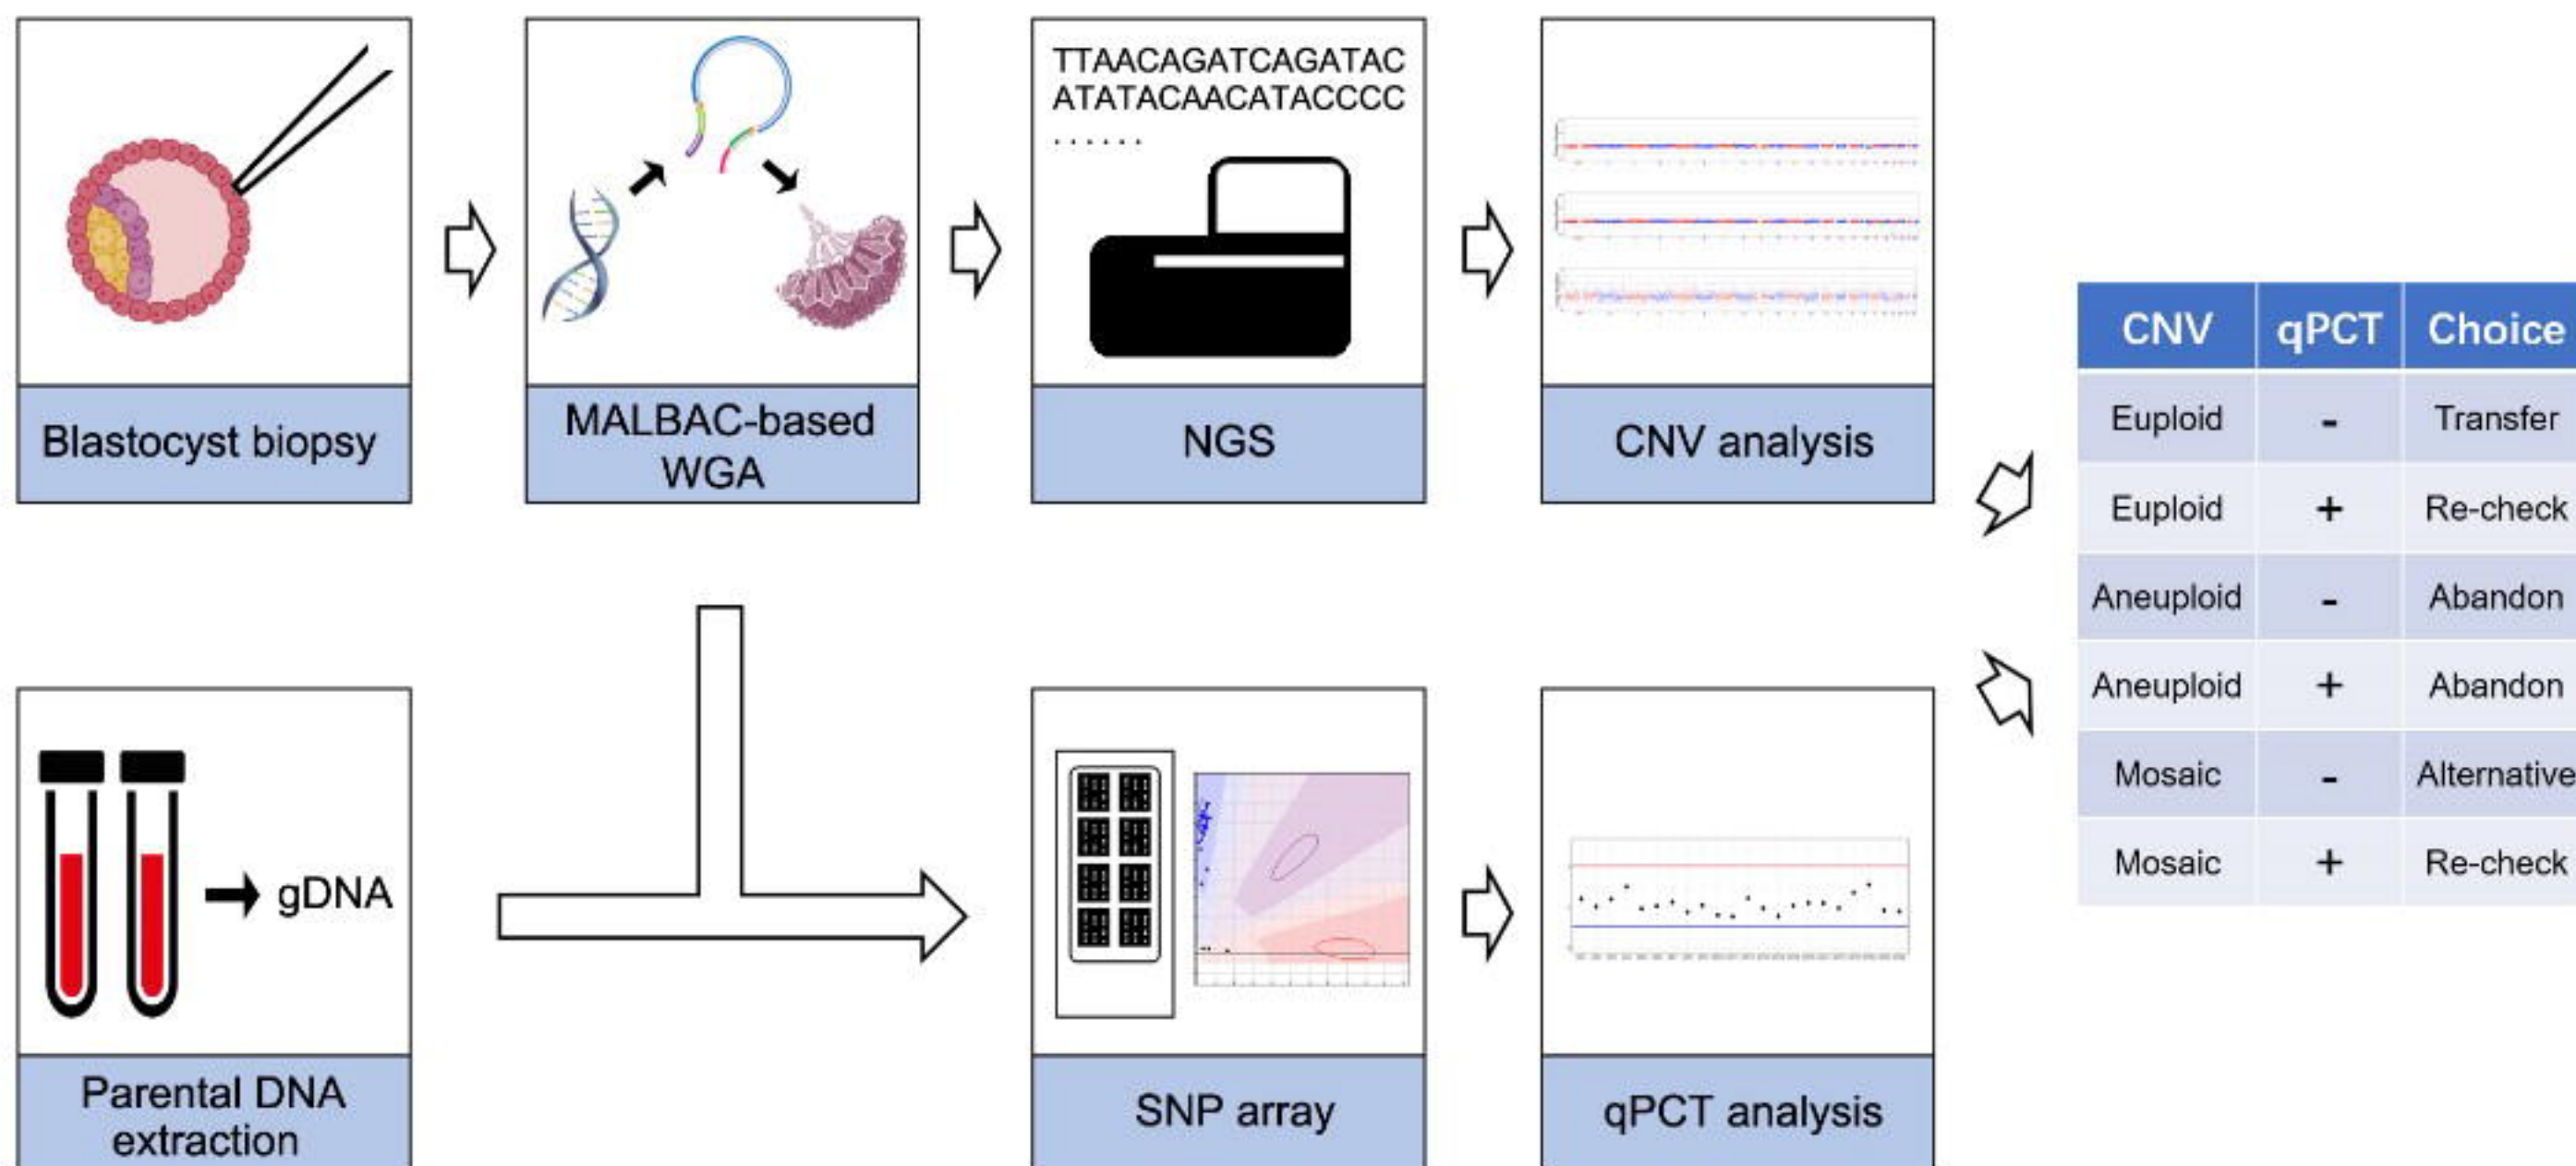 TTAACAGATCAGATAC
ATATACAACATACCCC
......
Blastocyst biopsy
MALBAC-based
WGA
NGS
CNV analysis
gDNA
Parental DNA
extraction
SNP array
qPCT analysis
CNV qPCT Choice
Euploid - Transfer
Euploid + Re-check
Aneuploid - Abandon
Aneuploid + Abandon
Mosaic - Alternative
Mosaic + Re-check